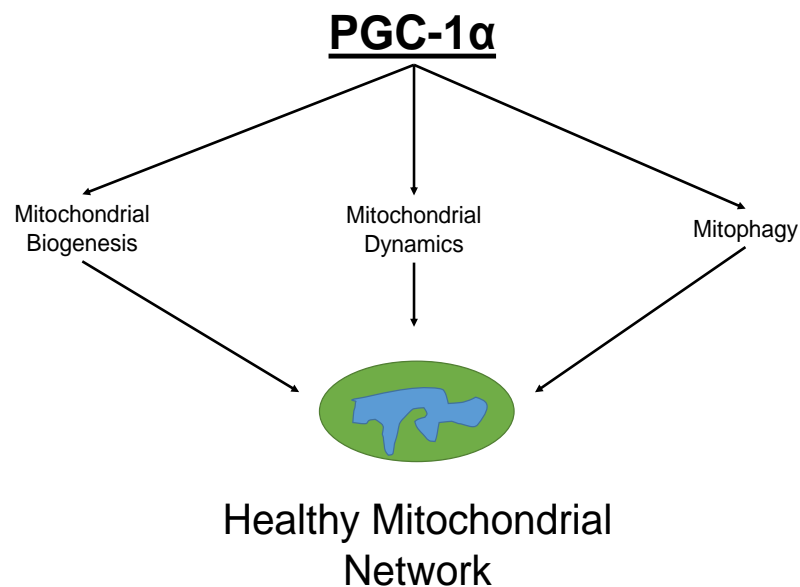 PGC-1α
Mitochondrial
Biogenesis
Mitochondrial
Dynamics
Mitophagy
Healthy Mitochondrial
Network